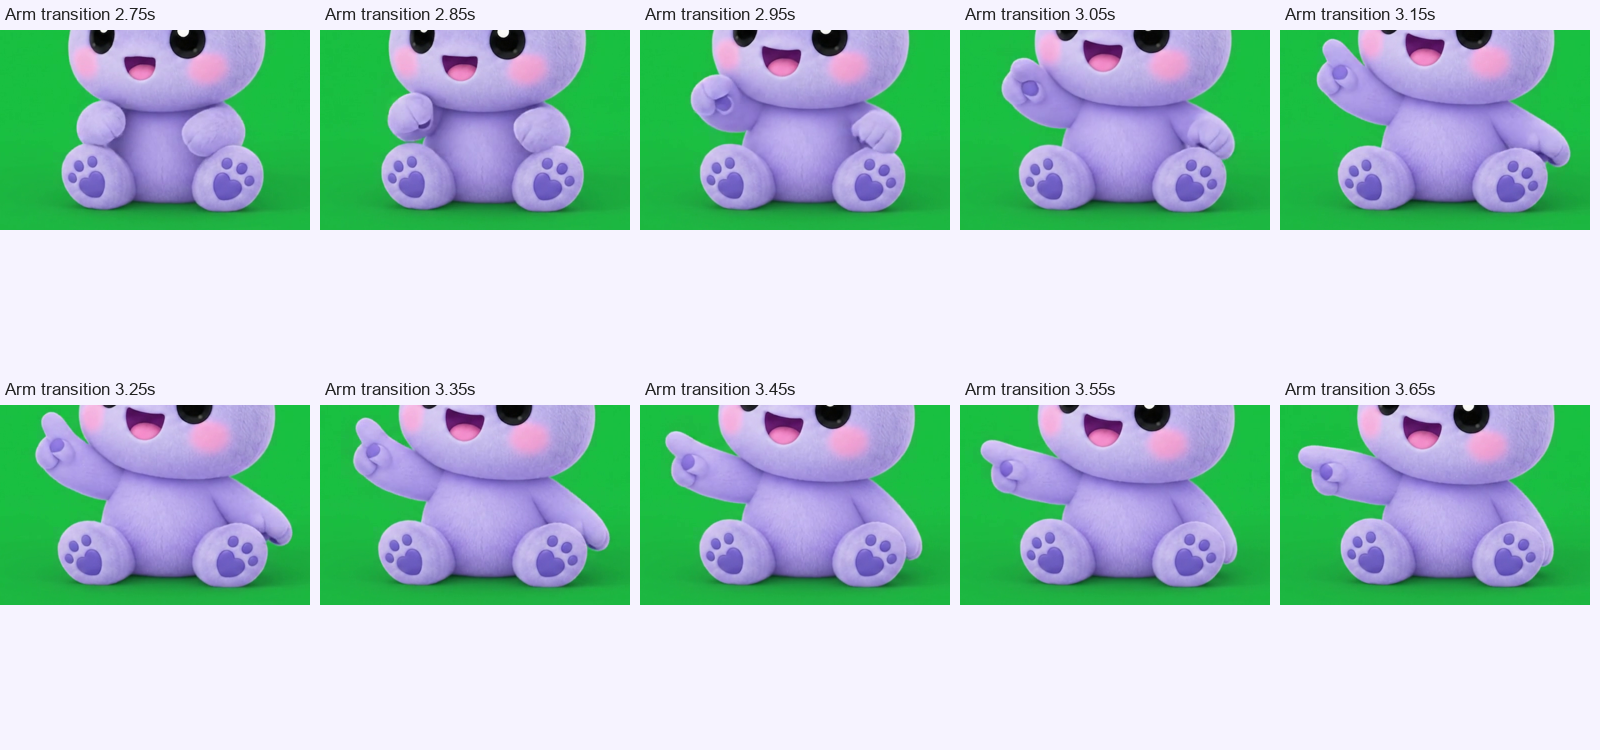 Arm transition 2.75s
Arm transition 2.85s
Arm transition 2.95s
Arm transition 3.05s
Arm transition 3.15s
Arm transition 3.25s
Arm transition 3.35s
Arm transition 3.45s
Arm transition 3.55s
Arm transition 3.65s